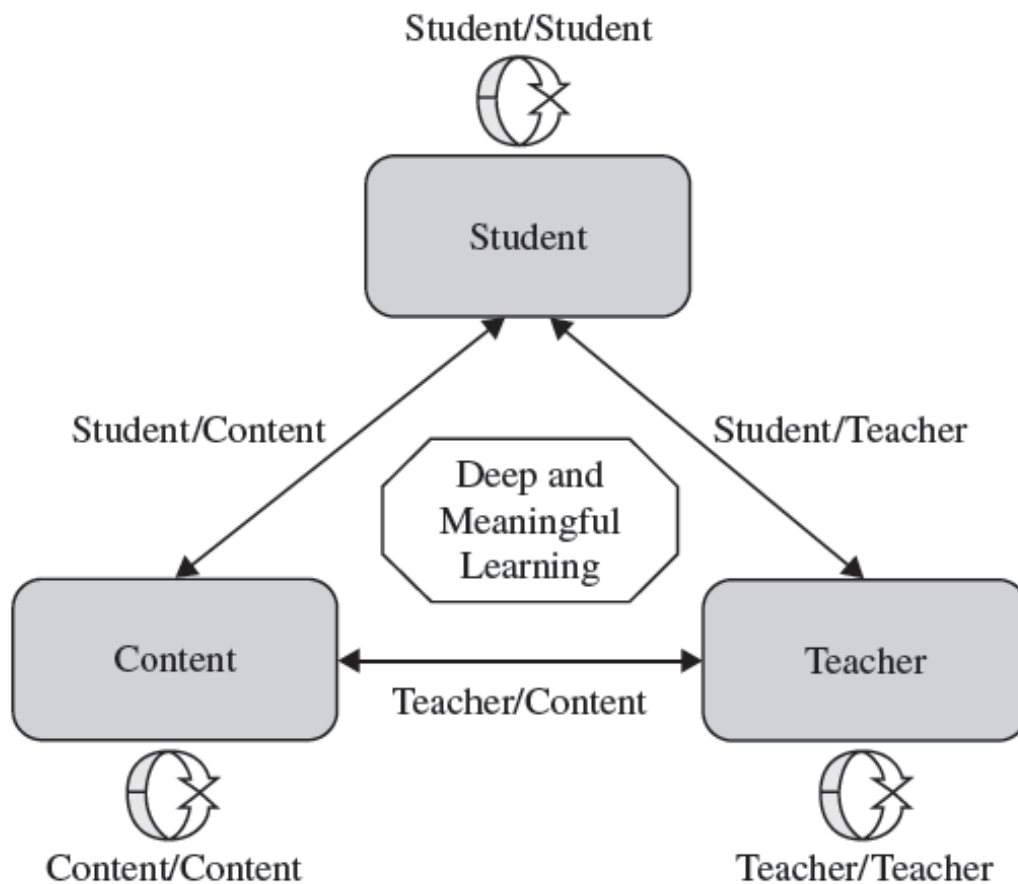 Student/Student
Student
Student/Content
Student/Teacher
Deep and
Meaningful
Learning
Content
Teacher
Teacher/Content
Content/Content
Teacher/Teacher